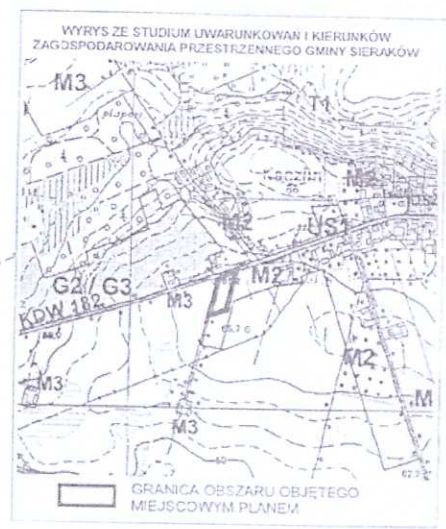 WYRYS ZE STUDIUM UWARUNKOWAŃ I KIERUNKÓW
ZAGOSPODAROWANIA PRZESTRZENNEGO GMINY SIERAKÓW
M3
T1
M2
US2
M2
US1
G2 / G3
M2
M3
KDW 182
M2
M3
M
M3
GRANICA OBSZARU OBJĘTEGO
MIEJSCOWYM PLANEM